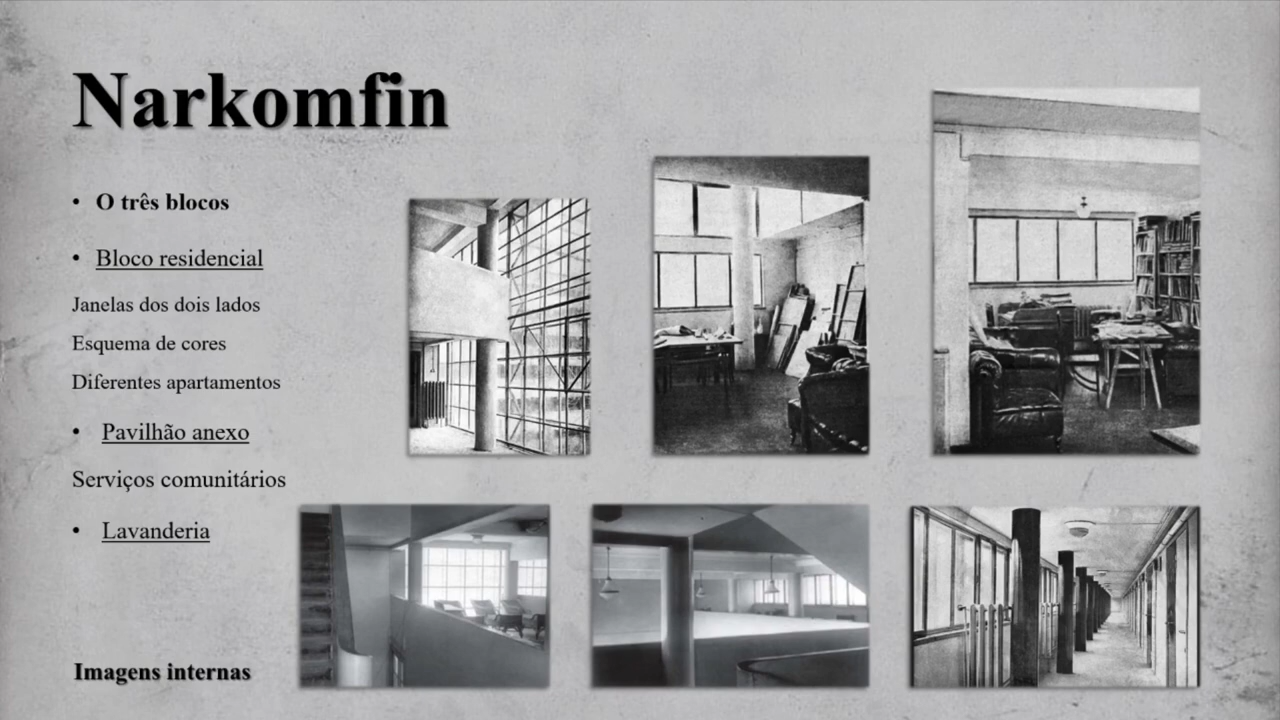 Narkomfin
• O três blocos
• Bloco residencial
Janelas dos dois lados
Esquema de cores
Diferentes apartamentos
• Pavilhão anexo
Serviços comunitários
• Lavanderia
Imagens internas